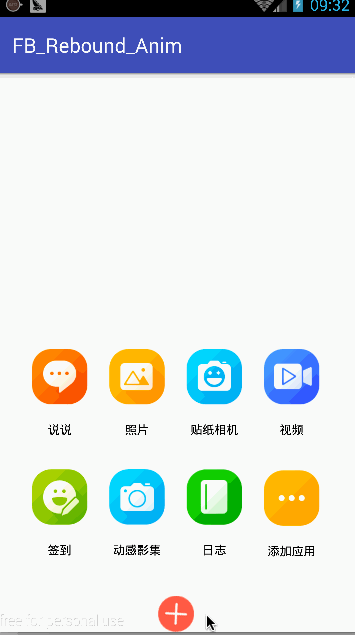 09:32
FB_Rebound_Anim
说说 照片 贴纸相机 视频
签到 动感影集 日志 添加应用
free for personal use